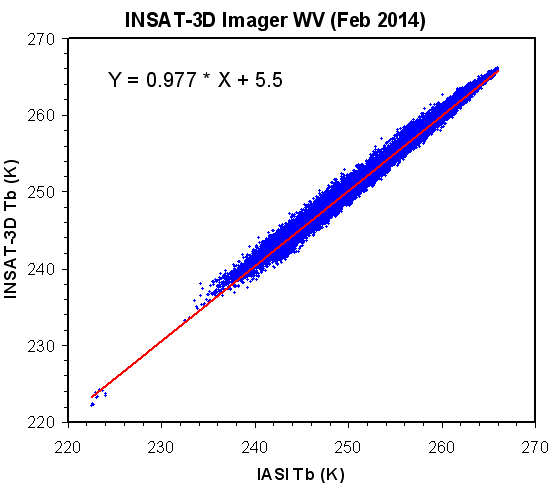 INSAT-3D Imager WV (Feb 2014)
Y = 0.977 * X + 5.5
INSAT-3D Tb (K)
270
260
250
240
230
220
220 230 240 250 260 270
IASI Tb (K)